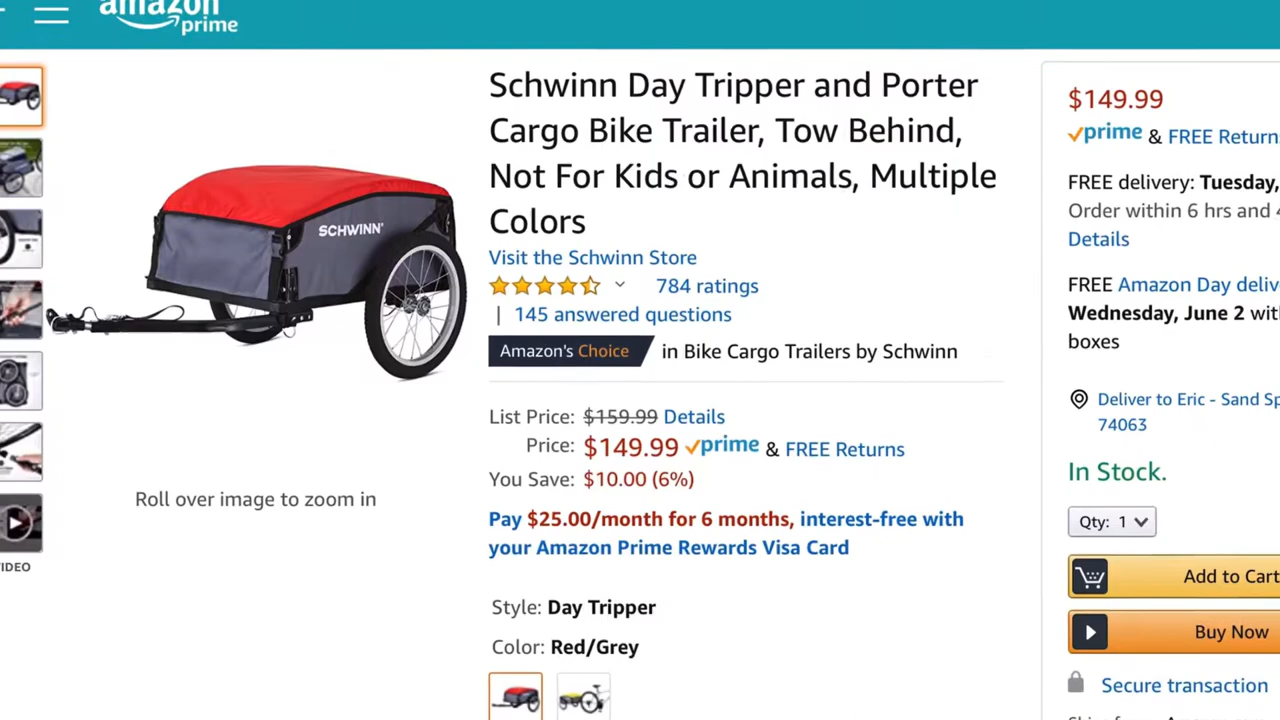 amazon
prime
Schwinn Day Tripper and Porter
Cargo Bike Trailer, Tow Behind,
Not For Kids or Animals, Multiple
Colors
Visit the Schwinn Store
784 ratings
| 145 answered questions
Amazon's Choice in Bike Cargo Trailers by Schwinn
List Price: $159.99 Details
Price: $149.99 prime & FREE Returns
You Save: $10.00 (6%)
Pay $25.00/month for 6 months, interest-free with
your Amazon Prime Rewards Visa Card
Style: Day Tripper
Color: Red/Grey
SCHWINN
Roll over image to zoom in
IDEO
$149.99
prime & FREE Return
FREE delivery: Tuesday,
Order within 6 hrs and
Details
FREE Amazon Day deliv
Wednesday, June 2 wit
boxes
Deliver to Eric - Sand Sp
74063
In Stock.
Qty: 1
Add to Cart
Buy Now
Secure transaction